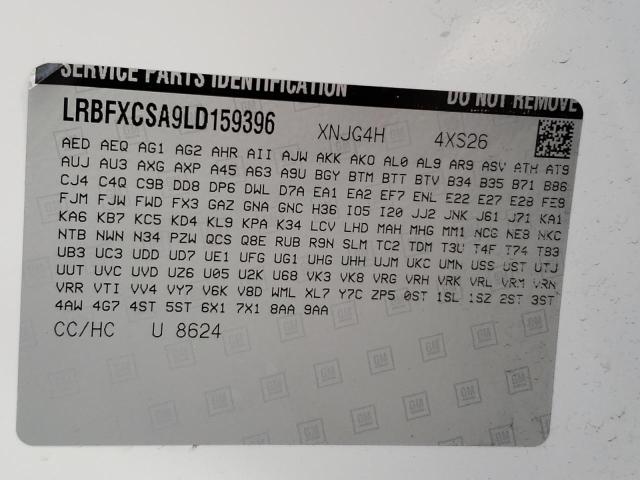 SERVICE PARTS IDENTIFICATION DO NOT REMOVE
LRBFXCSA9LD159396 XNJG4H 4XS26
AED AEQ AG1 AG2 AHR AII AJW AKK AKO AL0 AL9 AR9 ASV ATH AT9
AUJ AU3 AXG AXP A45 A63 A9U BGY BTM BTT BTV B34 B35 B71 B86
CJ4 C4Q C9B DD8 DP6 DWL D7A EA1 EA2 EF7 ENL E22 E27 E28 FE9
FJM FJW FWD FX3 GAZ GNA GNC H36 IO5 I20 JJ2 JNK J61 J71 KA1
KA6 KB7 KC5 KD4 KL9 KPA K34 LCV LHD MAH MHG MM1 NCG NE8 NKC
NTB NWN N34 PZW QCS Q8E RUB R9N SLM TC2 TDM T3U T4F T74 TB3
UB3 UC3 UDD UD7 UE1 UFG UG1 UHG UHH UJM UKC UMN USS UST UTJ
UUT UVC UVD UZ6 U05 U2K U68 VK3 VK8 VRG VRH VRK VRL VRM VRN
VRR VTI VV4 VY7 V6K V8D WML XL7 Y7C ZP5 0ST 1SL 1SZ 2ST 3ST
4AW 4G7 4ST 5ST 6X1 7X1 8AA 9AA
CC/HC U 8624